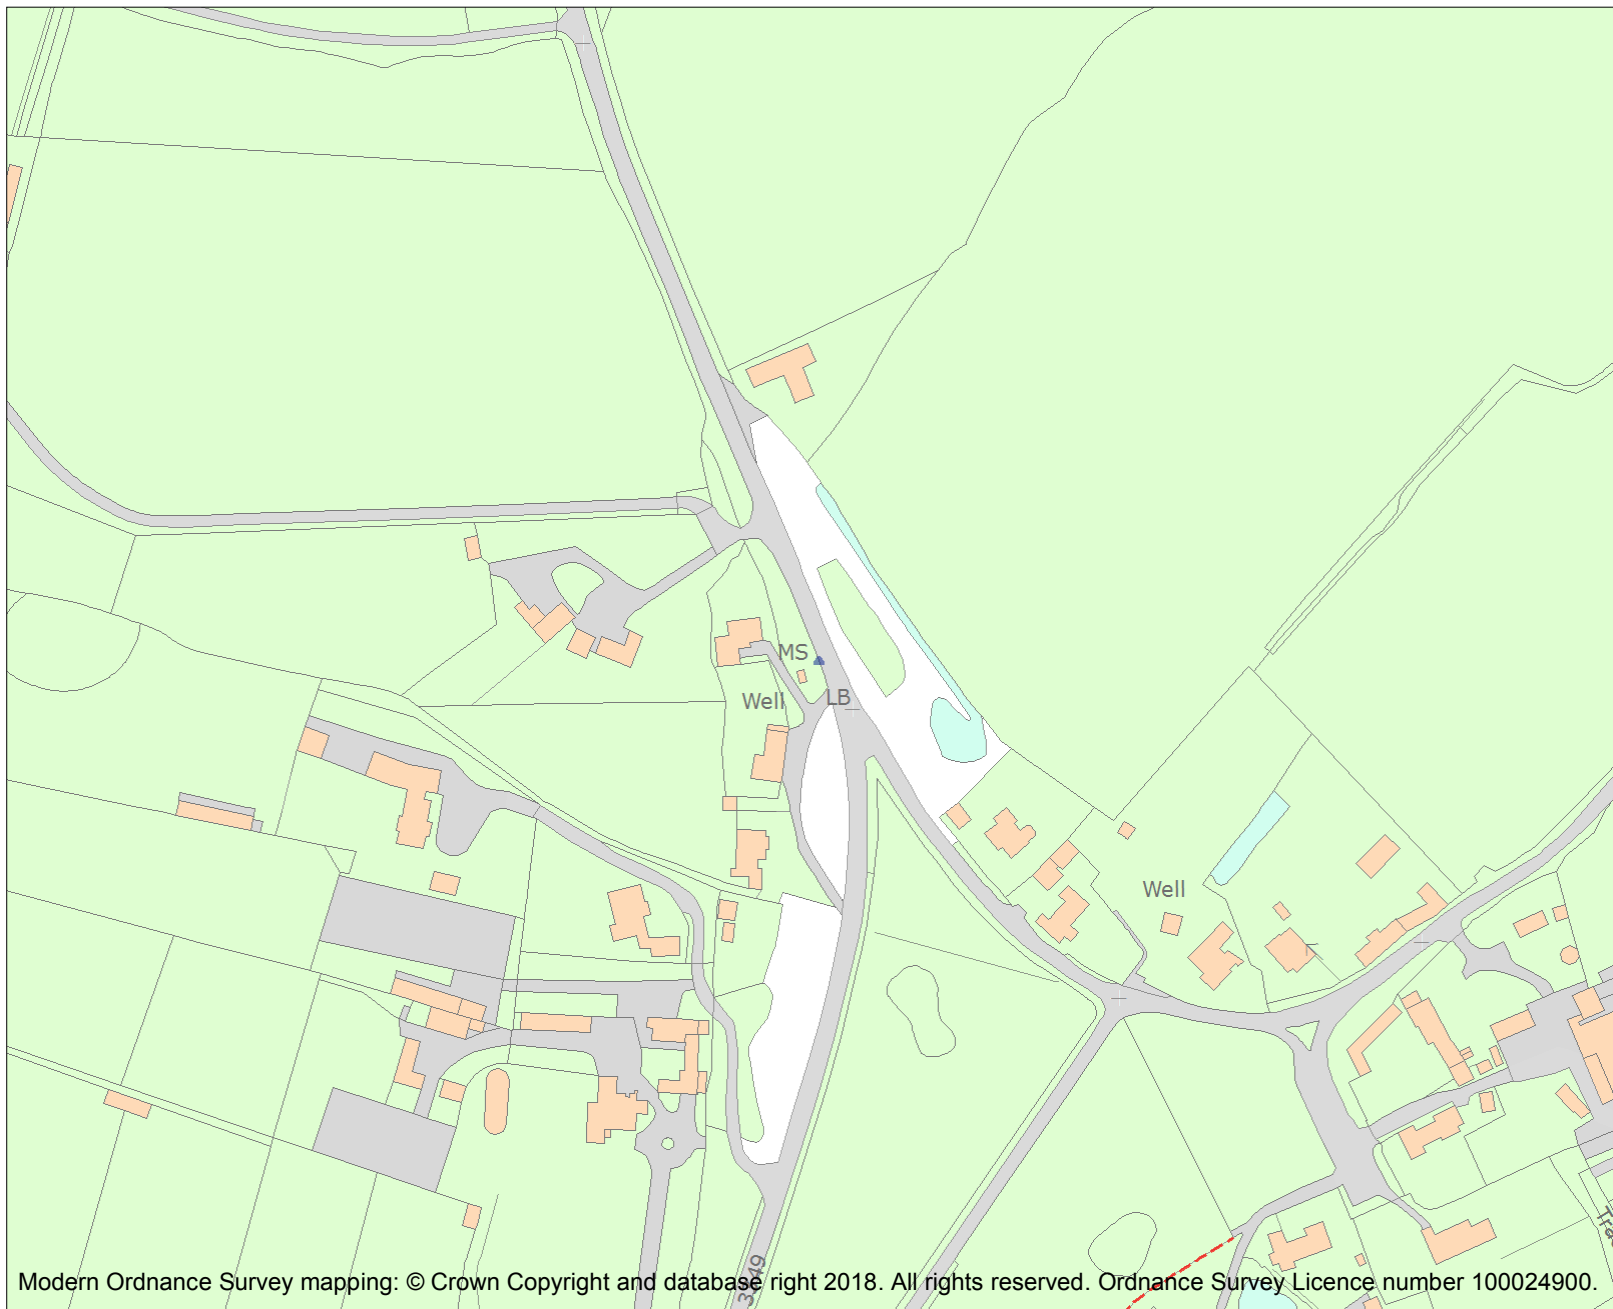 MS
Well
LB
Well
Modern Ordnance Survey mapping: © Crown Copyright and database right 2018. All rights reserved. Ordnance Survey Licence number 100024900.